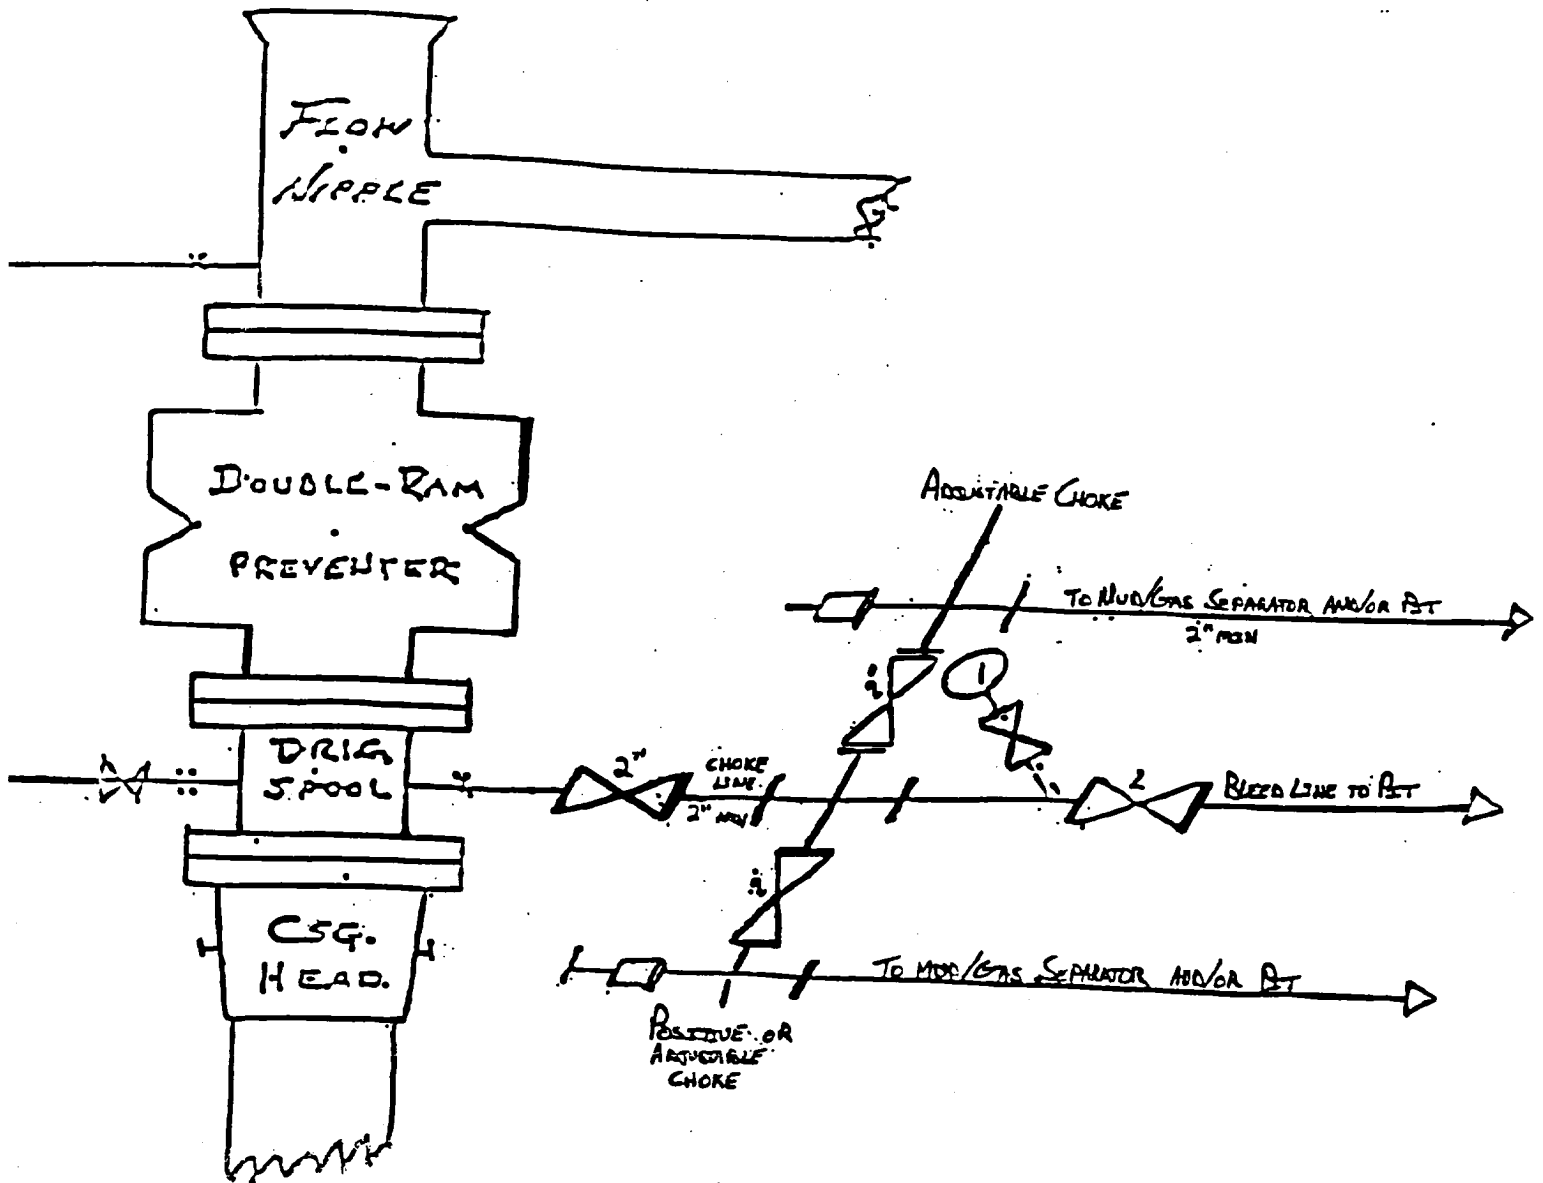 FLOW
NIPPLE
DOUBLE-RAM
PREVENTER
ADJUSTABLE CHOKE
TO MUD/GAS SEPARATOR AND/OR PIT
2" MIN
1
DRLG.
SPOOL
2"
CHOKE
LINE
2" MIN
2
BLEED LINE TO PIT
CSG.
HEAD.
TO MUD/GAS SEPARATOR AND/OR PIT
POSITIVE OR
ADJUSTABLE
CHOKE